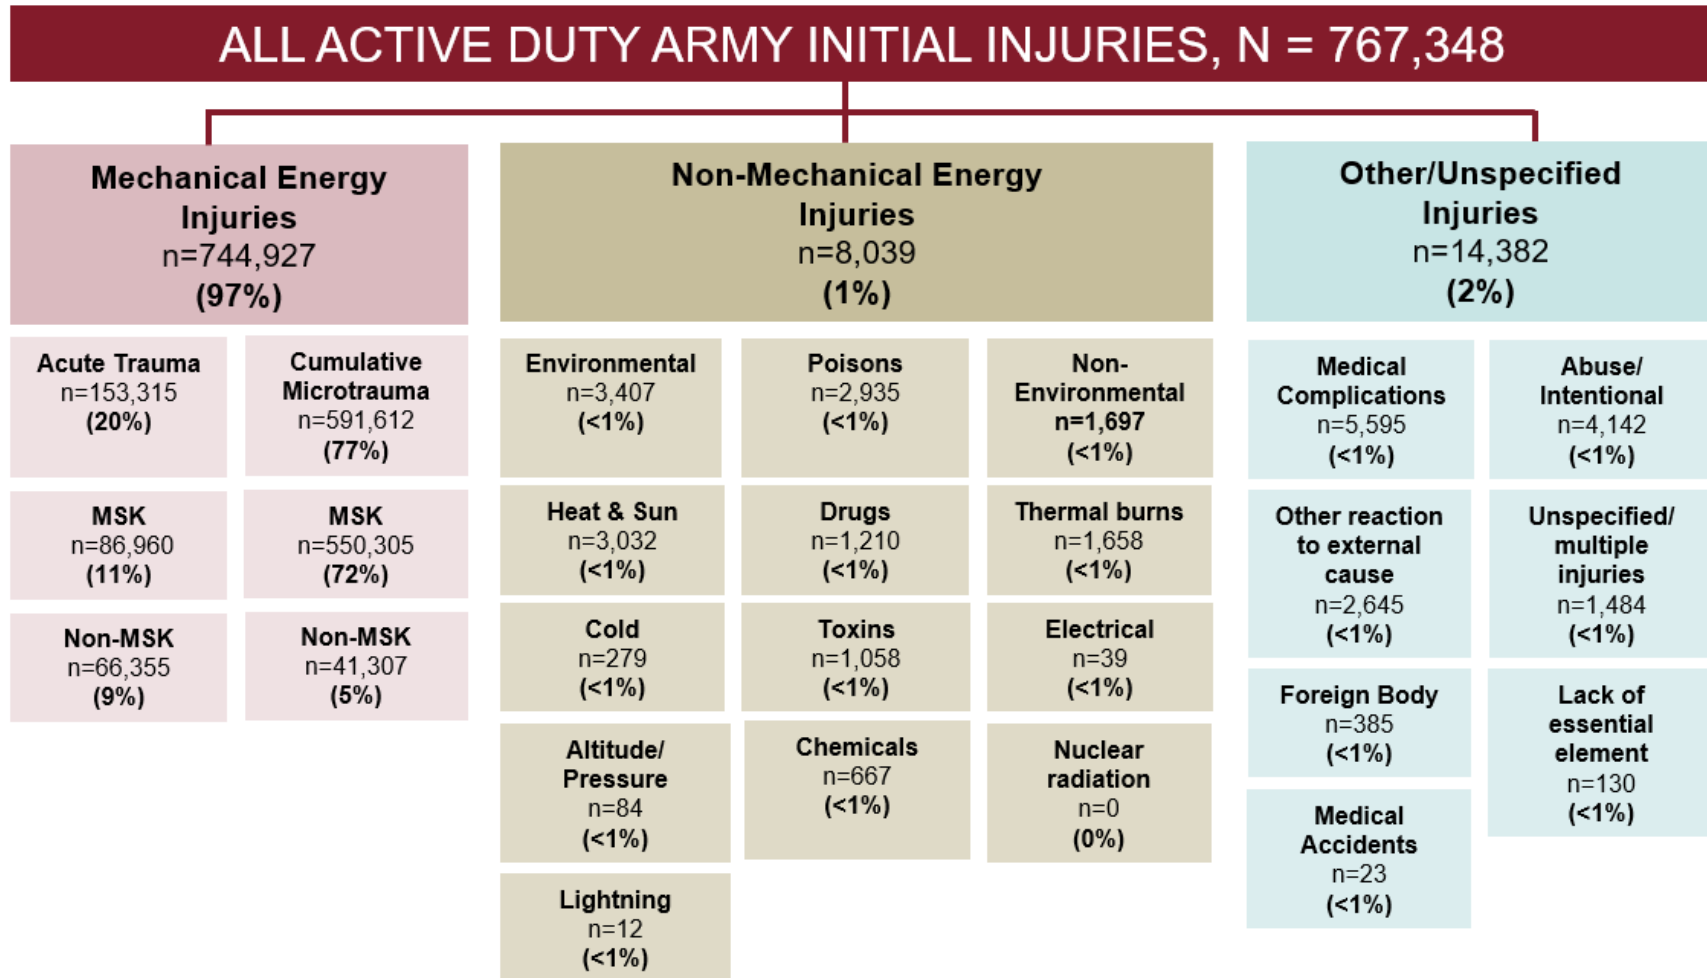 ALL ACTIVE DUTY ARMY INITIAL INJURIES, N = 767,348
Mechanical Energy
Injuries
n=744,927
(97%)
Acute Trauma
n=153,315
(20%)
Cumulative
Microtrauma
n=591,612
(77%)
MSK
n=86,960
(11%)
MSK
n=550,305
(72%)
Non-MSK
n=66,355
(9%)
Non-MSK
n=41,307
(5%)
Non-Mechanical Energy
Injuries
n=8,039
(1%)
Environmental
n=3,407
(<1%)
Poisons
n=2,935
(<1%)
Non-
Environmental
n=1,697
(<1%)
Heat & Sun
n=3,032
(<1%)
Drugs
n=1,210
(<1%)
Thermal burns
n=1,658
(<1%)
Cold
n=279
(<1%)
Toxins
n=1,058
(<1%)
Electrical
n=39
(<1%)
Altitude/
Pressure
n=84
(<1%)
Chemicals
n=667
(<1%)
Nuclear
radiation
n=0
(0%)
Lightning
n=12
(<1%)
Other/Unspecified
Injuries
n=14,382
(2%)
Medical
Complications
n=5,595
(<1%)
Abuse/
Intentional
n=4,142
(<1%)
Other reaction
to external
cause
n=2,645
(<1%)
Unspecified/
multiple
injuries
n=1,484
(<1%)
Foreign Body
n=385
(<1%)
Lack of
essential
element
n=130
(<1%)
Medical
Accidents
n=23
(<1%)